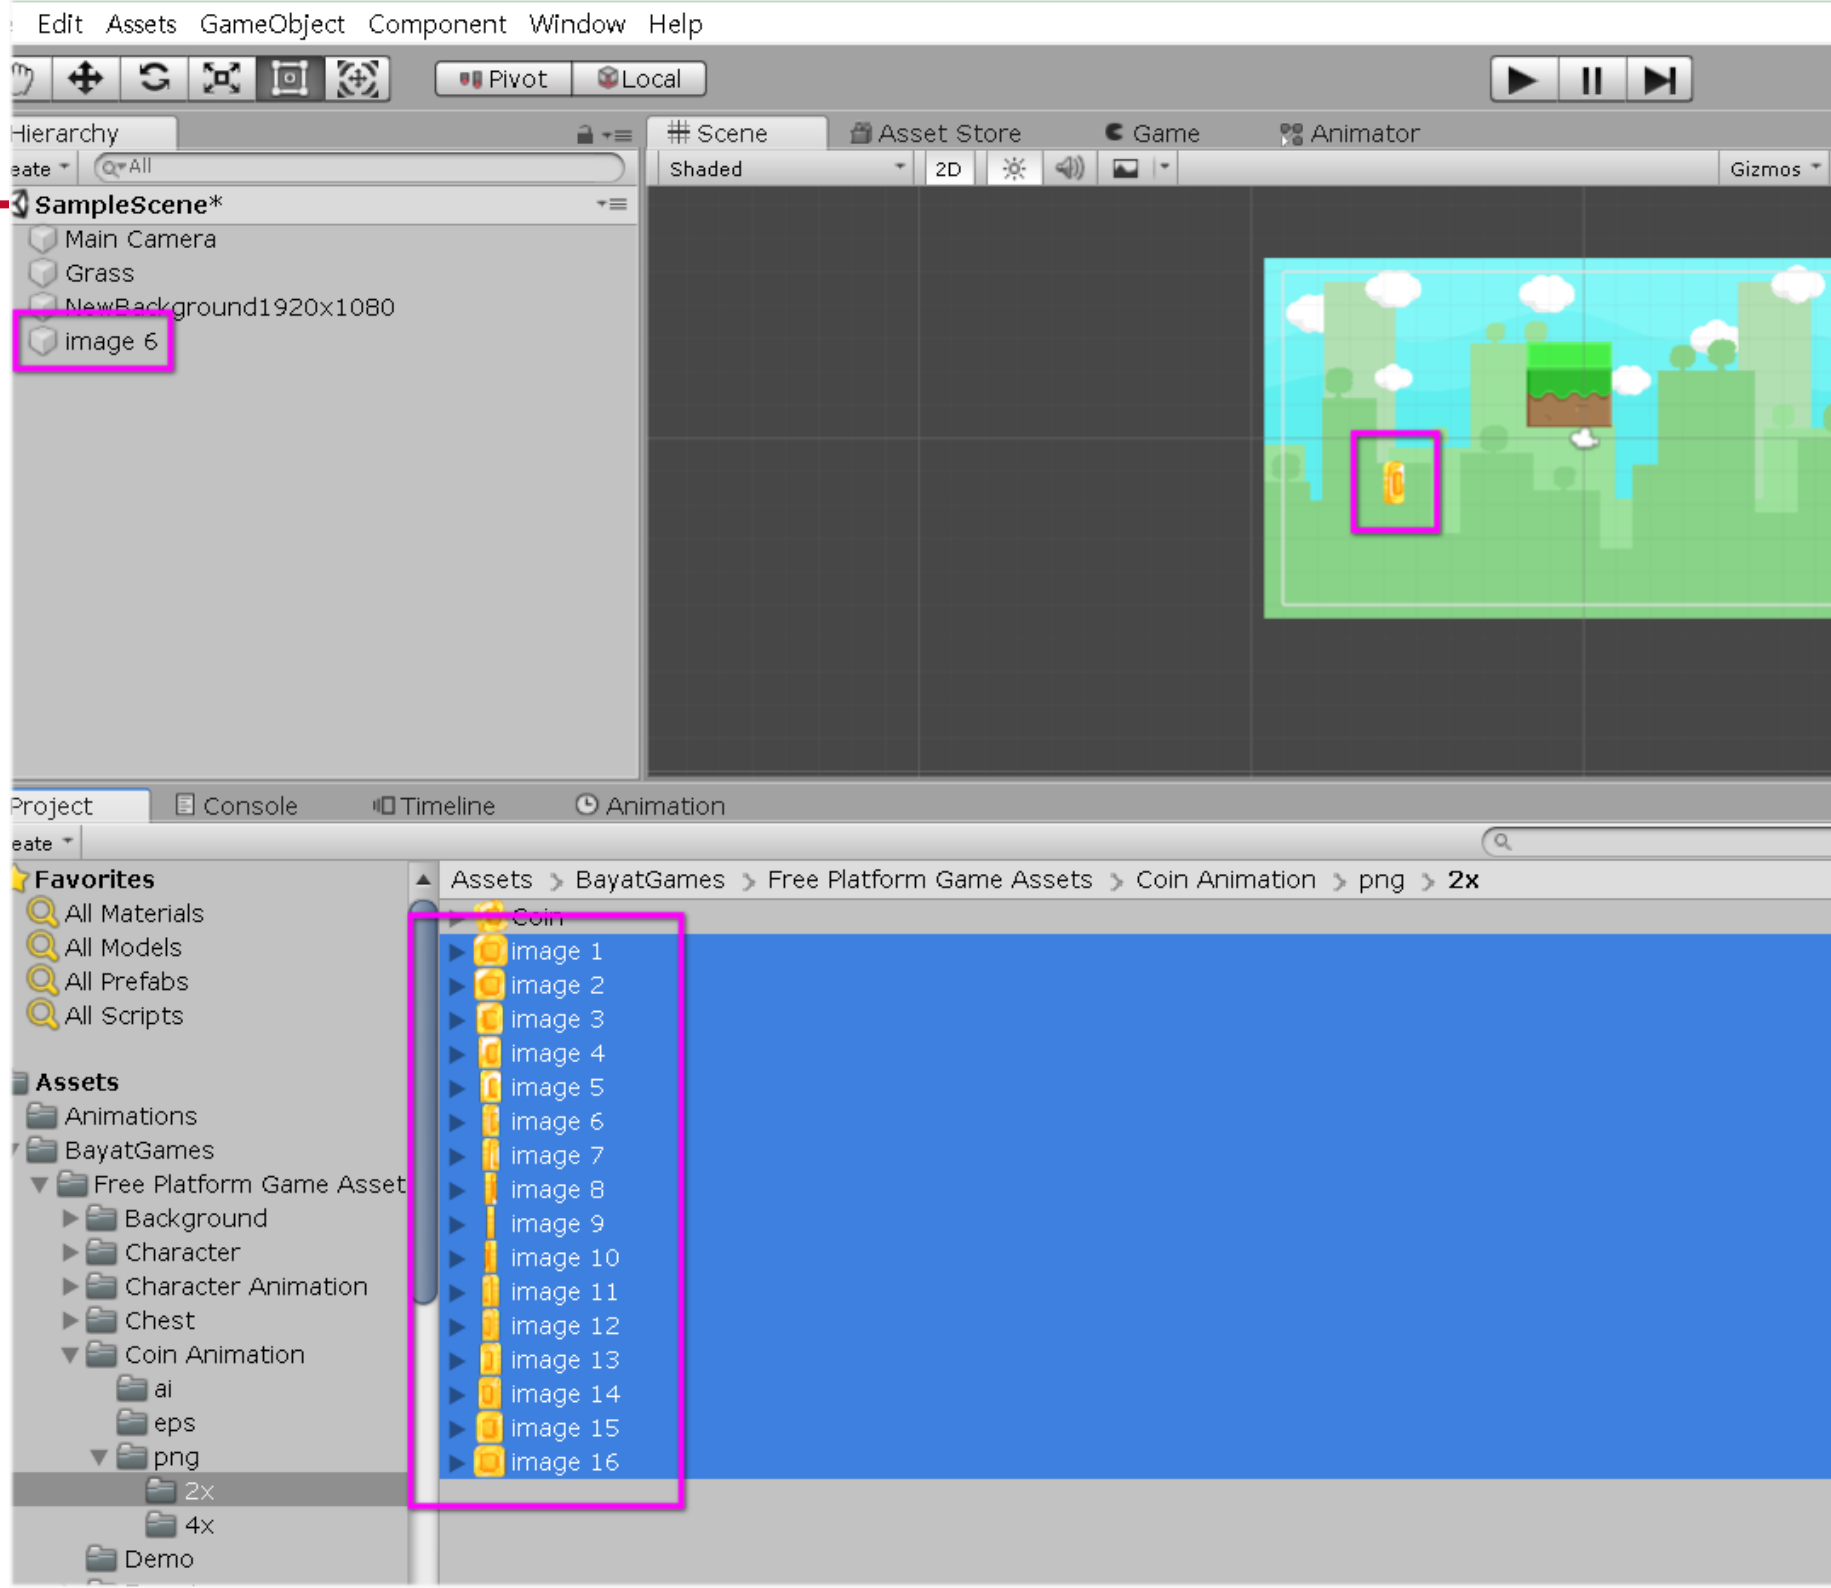 Edit Assets GameObject Component Window Help
Pivot Local
Hierarchy
Scene Asset Store Game Animator
eate All
Shaded 2D Gizmos
SampleScene*
Main Camera
Grass
NewBackground1920x1080
image 6
Project Console Timeline Animation
eate
Favorites
All Materials
All Models
All Prefabs
All Scripts
Assets
Animations
BayatGames
Free Platform Game Asset
Background
Character
Character Animation
Chest
Coin Animation
ai
eps
png
2x
4x
Demo
Assets > BayatGames > Free Platform Game Assets > Coin Animation > png > 2x
Coin
image 1
image 2
image 3
image 4
image 5
image 6
image 7
image 8
image 9
image 10
image 11
image 12
image 13
image 14
image 15
image 16